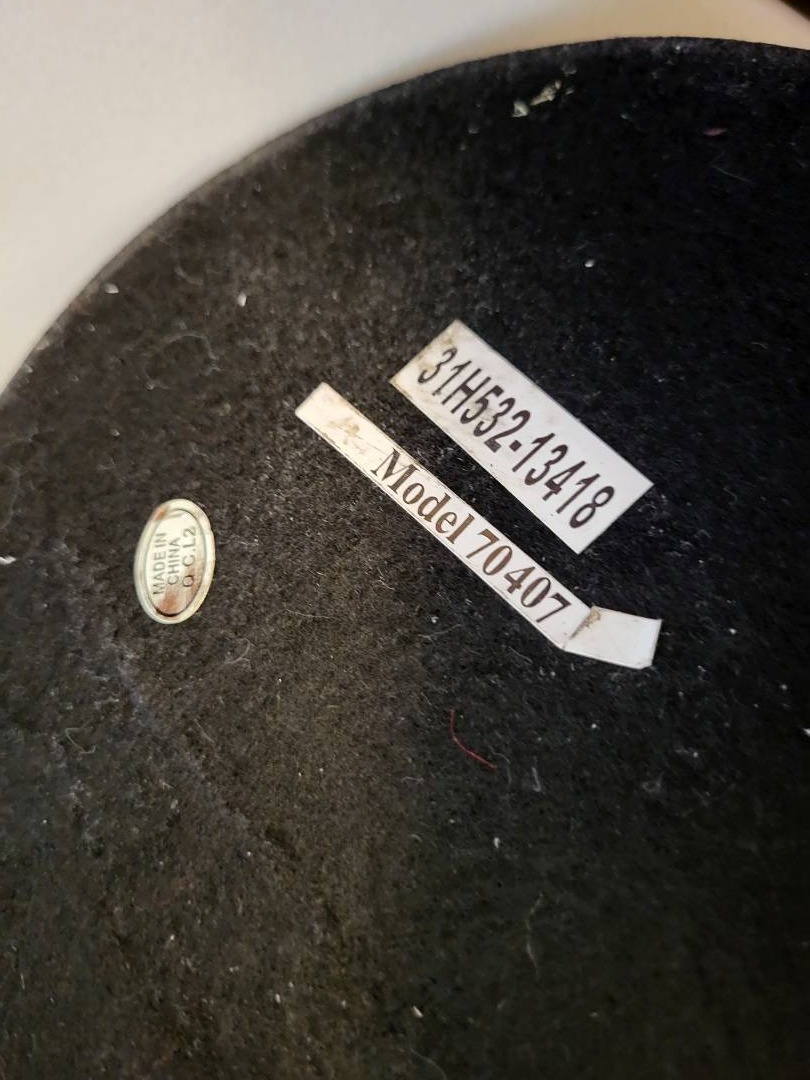 31H532-13418
Model 70407
MADE IN
CHINA
Q.C.L2